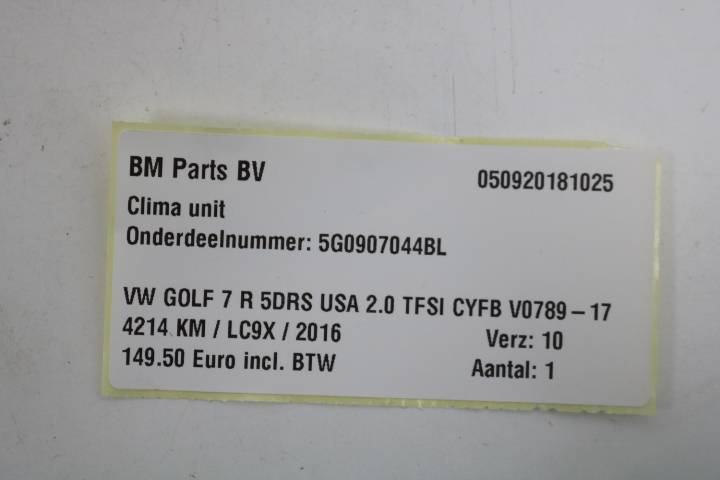 BM Parts BV 050920181025
Clima unit
Onderdeelnummer: 5G0907044BL
VW GOLF 7 R 5DRS USA 2.0 TFSI CYFB V0789-17
4214 KM / LC9X / 2016 Verz: 10
149.50 Euro incl. BTW Aantal: 1